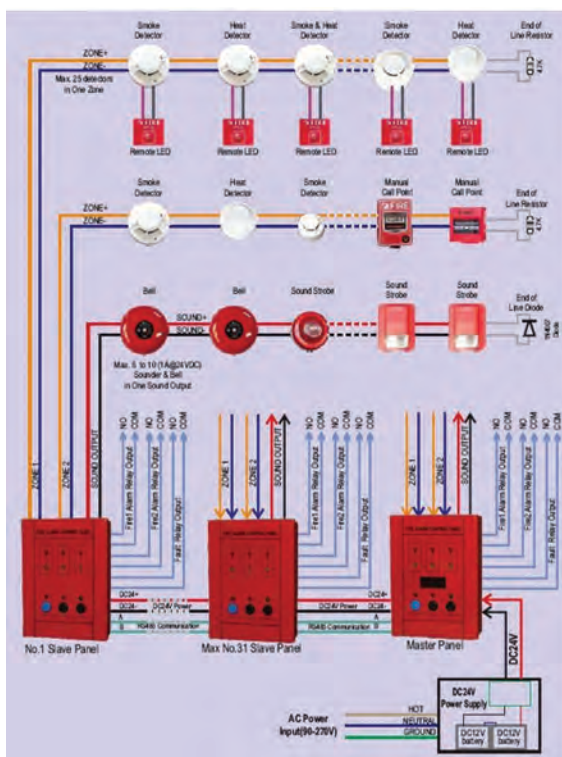 Smoke
Detector
Heat
Detector
Smoke & Heat
Detector
Smoke
Detector
Heat
Detector
End of
Line Resistor
ZONE+
ZONE-
Max. 25 detectors
in One Zone
4.7K
Remote LED
Remote LED
Remote LED
Remote LED
Remote LED
Smoke
Detector
Heat
Detector
Smoke
Detector
Manual
Call Point
Manual
Call Point
End of
Line Resistor
ZONE+
ZONE-
FIRE
4.7K
Bell
Bell
Sound Strobe
Sound
Strobe
Sound
Strobe
End of
Line Diode
SOUND+
SOUND-
Diode
Max. 6 to 10 (1A@24VDC)
Sounder & Bell
in One Sound Output
ZONE 1
ZONE 2
SOUND OUTPUT
NO
COM
NO
COM
NO
COM
Fire1 Alarm Relay Output
Fire2 Alarm Relay Output
Fault Relay Output
ZONE 1
ZONE 2
SOUND OUTPUT
NO
COM
NO
COM
NO
COM
Fire1 Alarm Relay Output
Fire2 Alarm Relay Output
Fault Relay Output
ZONE 1
ZONE 2
SOUND OUTPUT
NO
COM
NO
COM
NO
COM
Fire1 Alarm Relay Output
Fire2 Alarm Relay Output
Fault Relay Output
DC24+
DC24-
DC24V Power
A
B
RS485 Communication
DC24+
DC24-
DC24V Power
A
B
RS485 Communication
No.1 Slave Panel
Max No.31 Slave Panel
Master Panel
DC24V
DC24V
Power Supply
AC Power
Input(90-270V)
HOT
NEUTRAL
GROUND
DC12V
battery
DC12V
battery